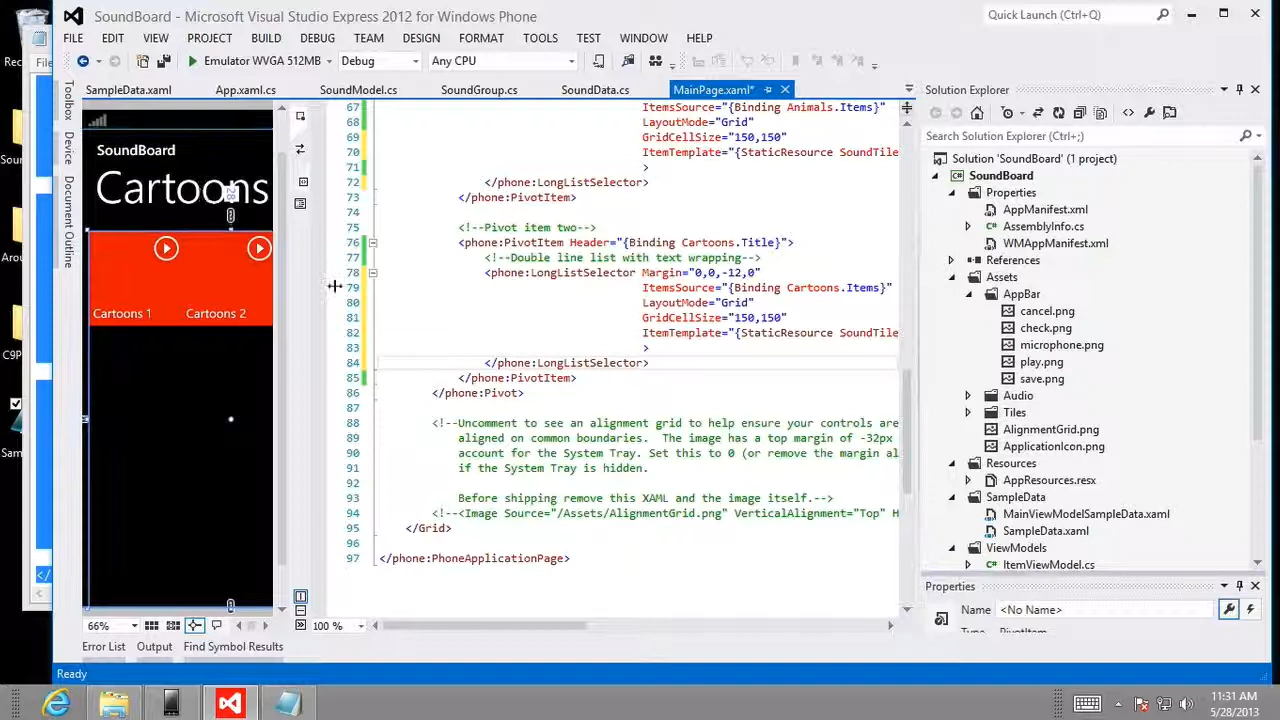 SoundBoard - Microsoft Visual Studio Express 2012 for Windows Phone
Quick Launch (Ctrl+Q)
FILE EDIT VIEW PROJECT BUILD DEBUG TEAM DESIGN FORMAT TOOLS TEST WINDOW HELP
Emulator WVGA 512MB Debug Any CPU
SampleData.xaml App.xaml.cs SoundModel.cs SoundGroup.cs SoundData.cs MainPage.xaml*
Toolbox
Device
Document Outline
SoundBoard
Cartoons
Cartoons 1 Cartoons 2
67 ItemsSource="{Binding Animals.Items}"
68 LayoutMode="Grid"
69 GridCellSize="150,150"
70 ItemTemplate="{StaticResource SoundTile
71 >
72 </phone:LongListSelector>
73 </phone:PivotItem>
74
75 <!--Pivot item two-->
76 <phone:PivotItem Header="{Binding Cartoons.Title}">
77 <!--Double line list with text wrapping-->
78 <phone:LongListSelector Margin="0,0,-12,0"
79 ItemsSource="{Binding Cartoons.Items}"
80 LayoutMode="Grid"
81 GridCellSize="150,150"
82 ItemTemplate="{StaticResource SoundTile
83 >
84 </phone:LongListSelector>
85 </phone:PivotItem>
86 </phone:Pivot>
87
88 <!--Uncomment to see an alignment grid to help ensure your controls are
89 aligned on common boundaries. The image has a top margin of -32px
90 account for the System Tray. Set this to 0 (or remove the margin al
91 if the System Tray is hidden.
92
93 Before shipping remove this XAML and the image itself.-->
94 <!--<Image Source="/Assets/AlignmentGrid.png" VerticalAlignment="Top" H
95 </Grid>
96
97 </phone:PhoneApplicationPage>
66%
100 %
Error List Output Find Symbol Results
Ready
Solution Explorer
Search Solution Explorer (Ctrl+;)
Solution 'SoundBoard' (1 project)
SoundBoard
Properties
AppManifest.xml
AssemblyInfo.cs
WMAppManifest.xml
References
Assets
AppBar
cancel.png
check.png
microphone.png
play.png
save.png
Audio
Tiles
AlignmentGrid.png
ApplicationIcon.png
Resources
AppResources.resx
SampleData
MainViewModelSampleData.xaml
SampleData.xaml
ViewModels
ItemViewModel.cs
Properties
Name <No Name>
11:31 AM
5/28/2013